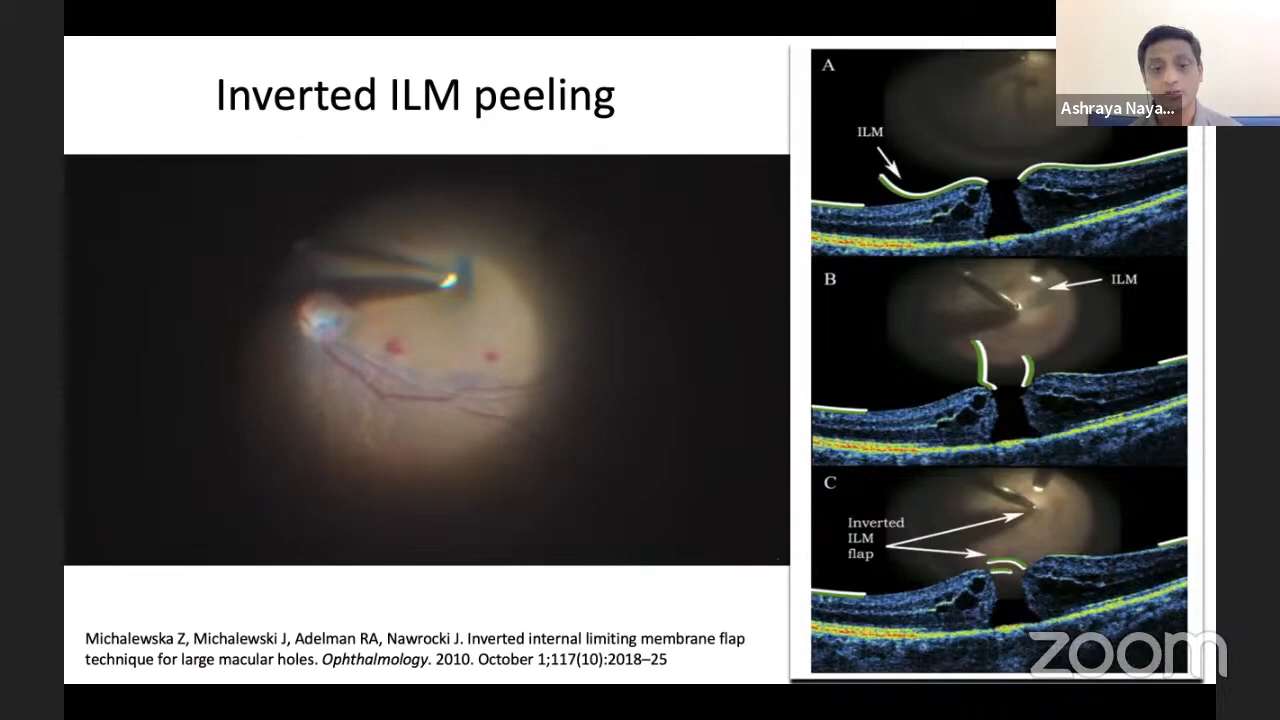 Inverted ILM peeling
Michalewska Z, Michalewski J, Adelman RA, Nawrocki J. Inverted internal limiting membrane flap
technique for large macular holes. Ophthalmology. 2010. October 1;117(10):2018–25
A
ILM
B
ILM
C
Inverted
ILM
flap
Ashraya Naya...
zoom